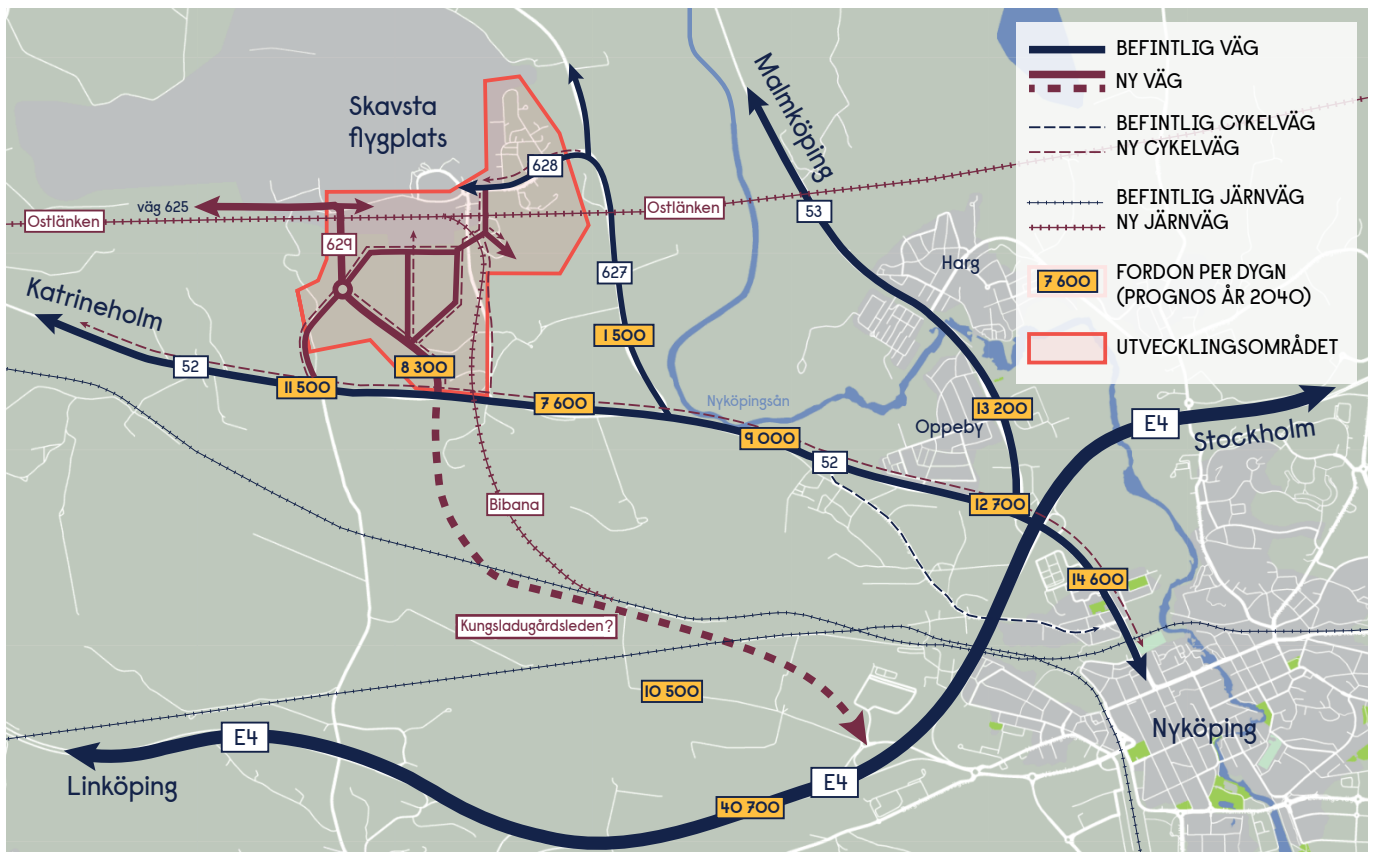 BEFINTLIG VÄG
NY VÄG
BEFINTLIG CYKELVÄG
NY CYKELVÄG
BEFINTLIG JÄRNVÄG
NY JÄRNVÄG
7 600
FORDON PER DYGN
(PROGNOS ÅR 2040)
UTVECKLINGSOMRÅDET
Malmköping
Skavsta
flygplats
628
väg 625
Ostlänken
Ostlänken
53
629
Harg
627
Katrineholm
1 500
52
8 300
11 500
7 600
Nyköpingsån
13 200
Oppeby
E4
Stockholm
9 000
52
Bibana
12 700
14 600
Kungsladugårdsleden?
10 500
Nyköping
E4
Linköping
E4
40 700